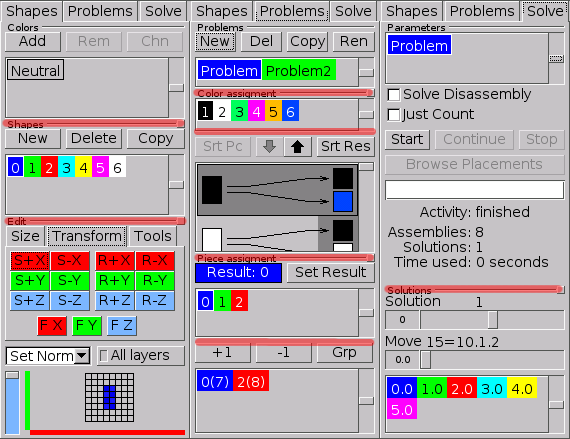 Shapes Problems Solve
Colors
Add Rem Chn
Neutral
Shapes
New Delete Copy
0 1 2 3 4 5 6
Edit
Size Transform Tools
S+X S-X R+X R-X
S+Y S-Y R+Y R-Y
S+Z S-Z R+Z R-Z
F X F Y F Z
Set Norm All layers
Shapes Problems Solve
Problems
New Del Copy Ren
Problem Problem2
Color assigment
1 2 3 4 5 6
Srt Pc Srt Res
Piece assigment
Result: 0 Set Result
0 1 2
+1 -1 Grp
0(7) 2(8)
Shapes Problems Solve
Parameters
Problem
Solve Disassembly
Just Count
Start Continue Stop
Browse Placements
Activity: finished
Assemblies: 8
Solutions: 1
Time used: 0 seconds
Solutions
Solution 1
0
Move 15=10.1.2
0.0
0.0 1.0 2.0 3.0 4.0
5.0